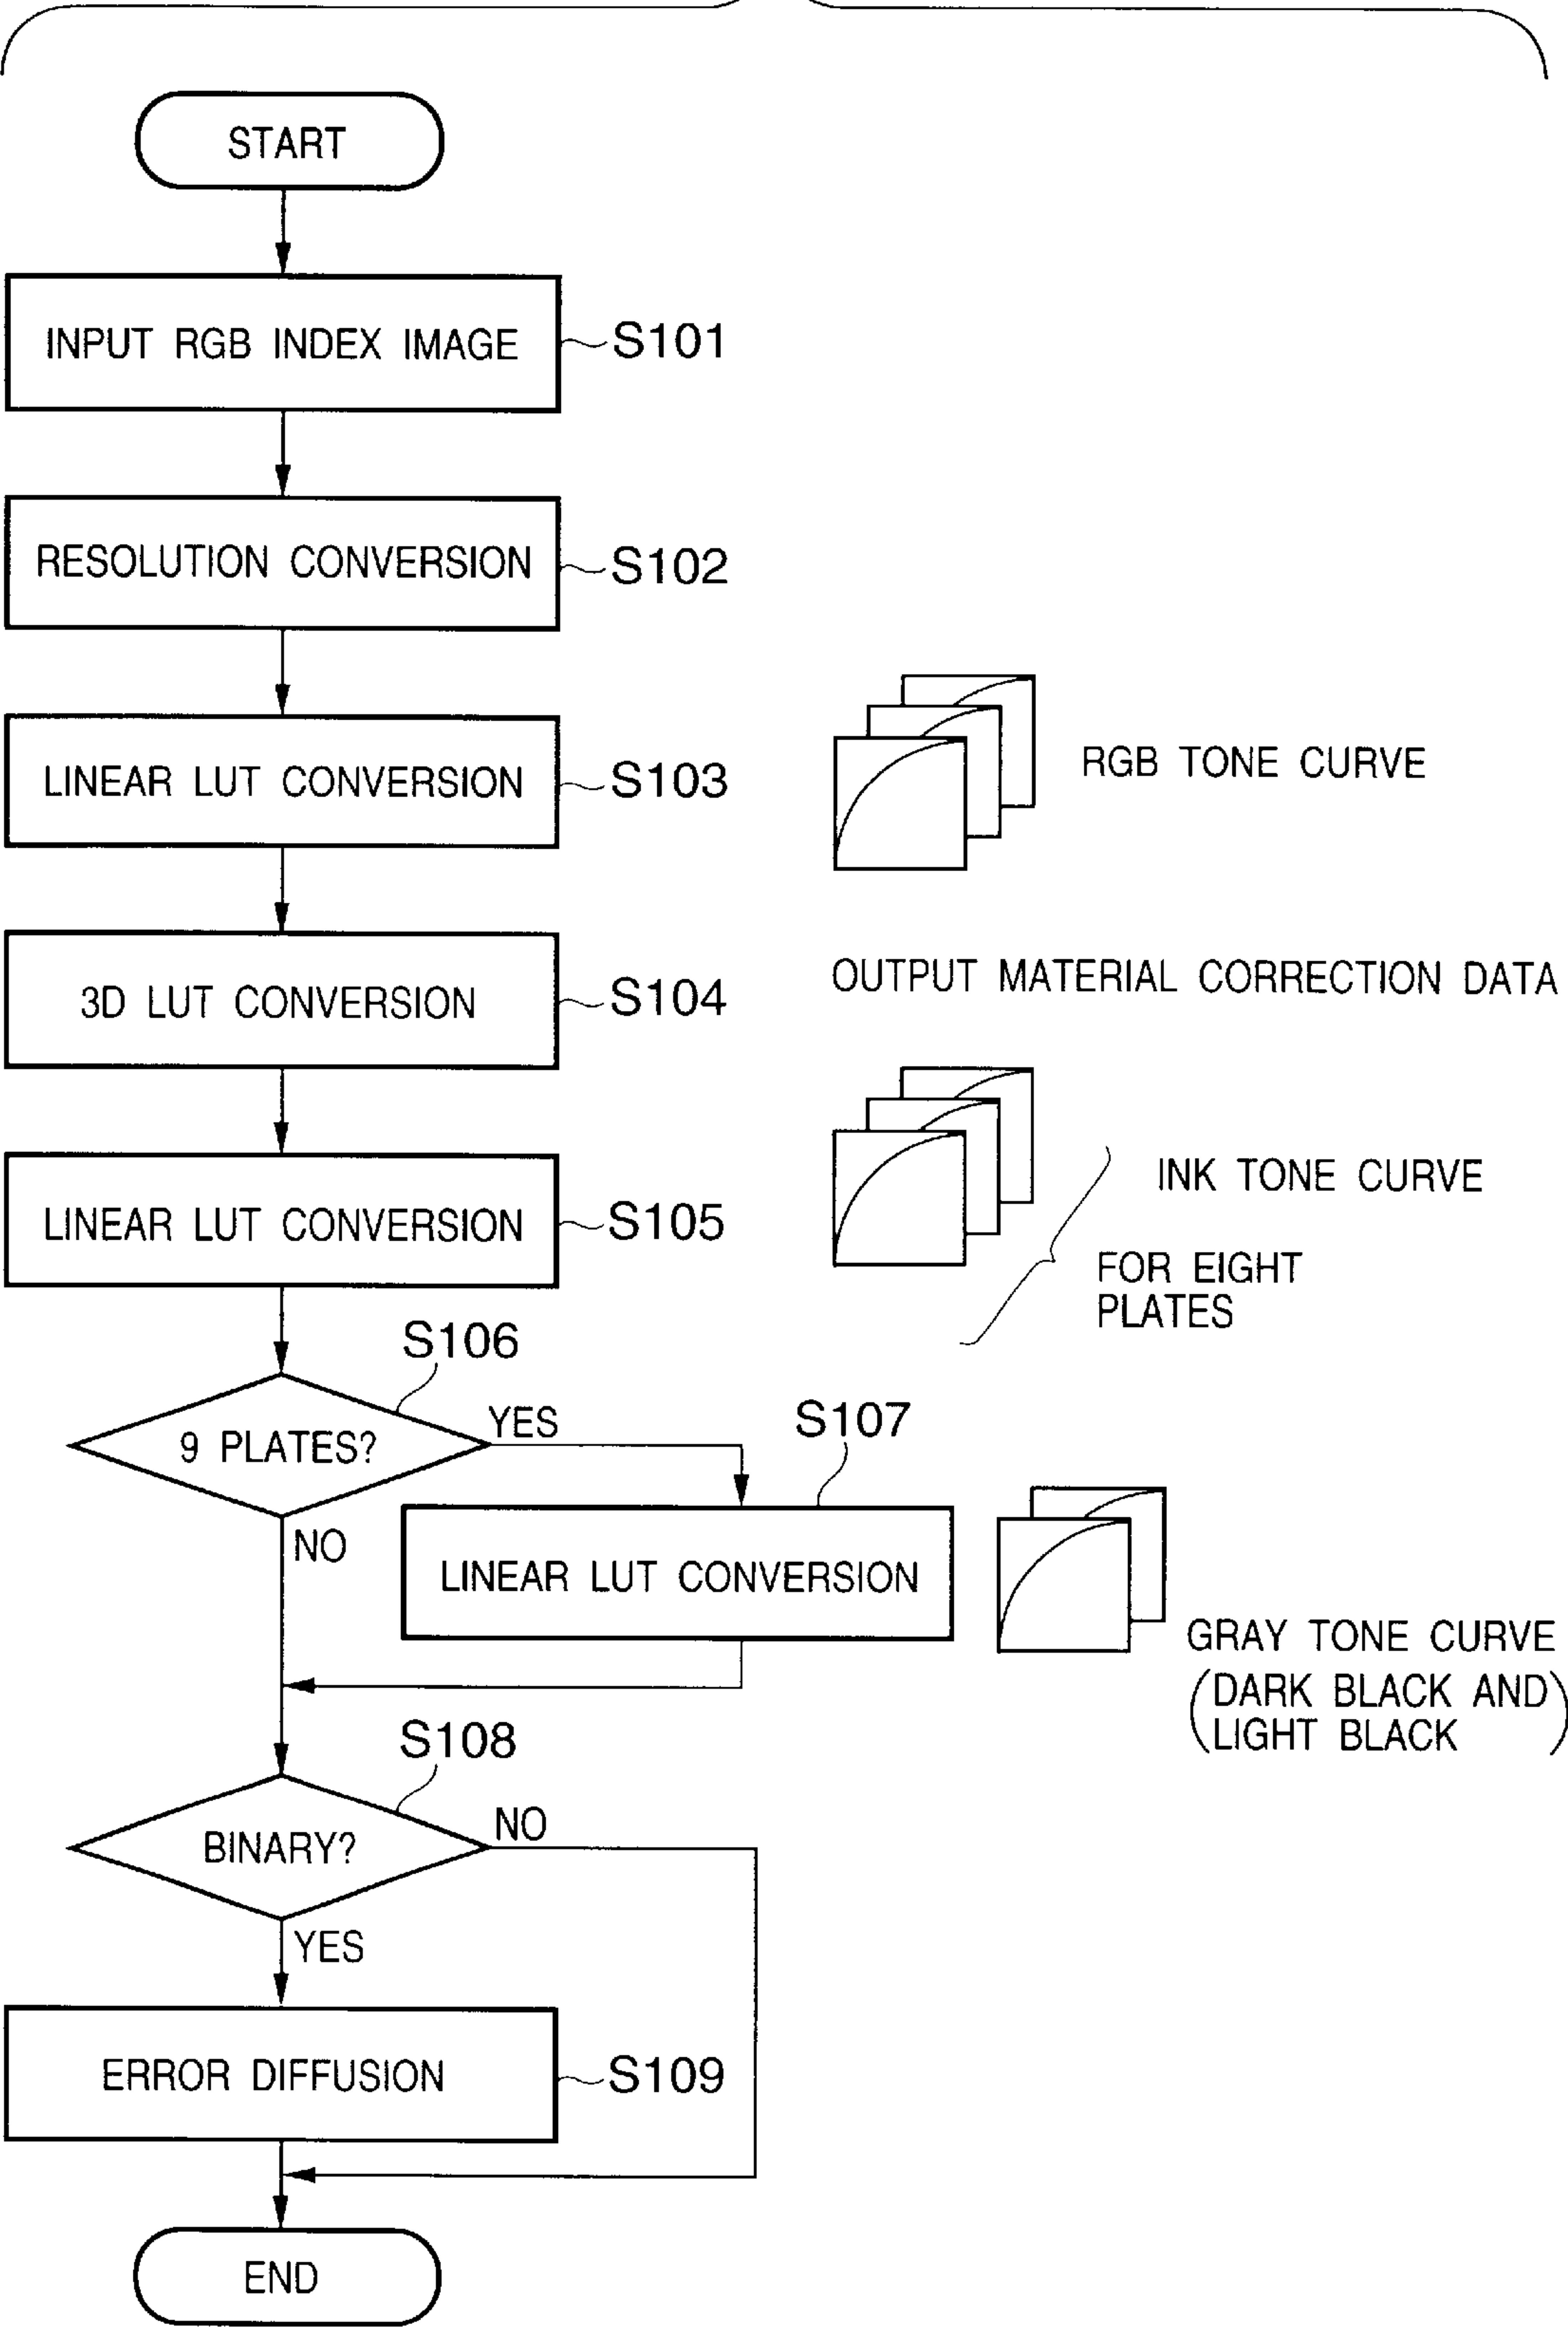 START
INPUT RGB INDEX IMAGE
S101
RESOLUTION CONVERSION
S102
LINEAR LUT CONVERSION
S103
RGB TONE CURVE
3D LUT CONVERSION
S104
OUTPUT MATERIAL CORRECTION DATA
LINEAR LUT CONVERSION
S105
INK TONE CURVE
FOR EIGHT
PLATES
S106
9 PLATES?
YES
NO
S107
LINEAR LUT CONVERSION
GRAY TONE CURVE
(DARK BLACK AND
LIGHT BLACK)
S108
BINARY?
NO
YES
ERROR DIFFUSION
S109
END